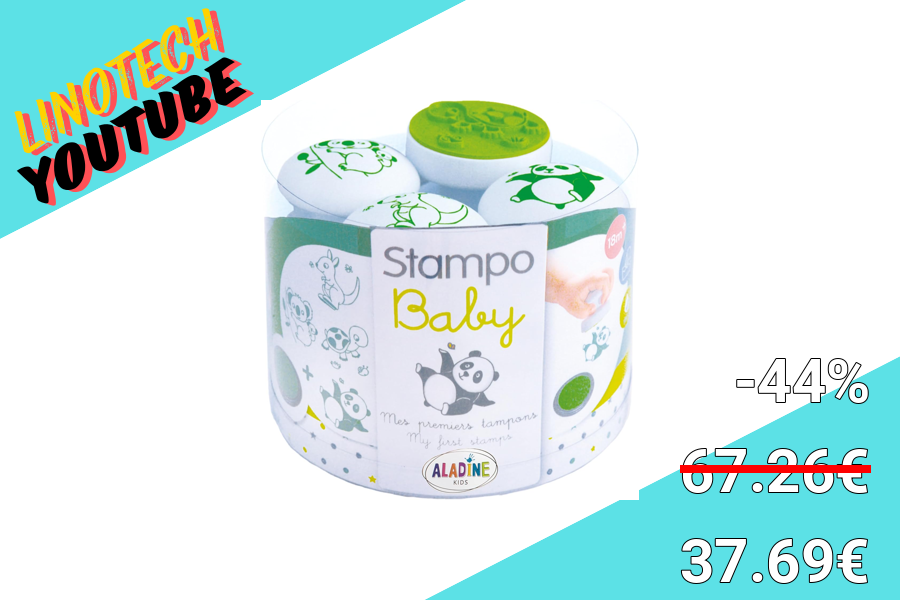 LINOTECH
YOUTUBE
Stampo
Baby
18m
+
Mes premiers tampons
My first stamps
ALADINE
KIDS
-44%
67.26€
37.69€